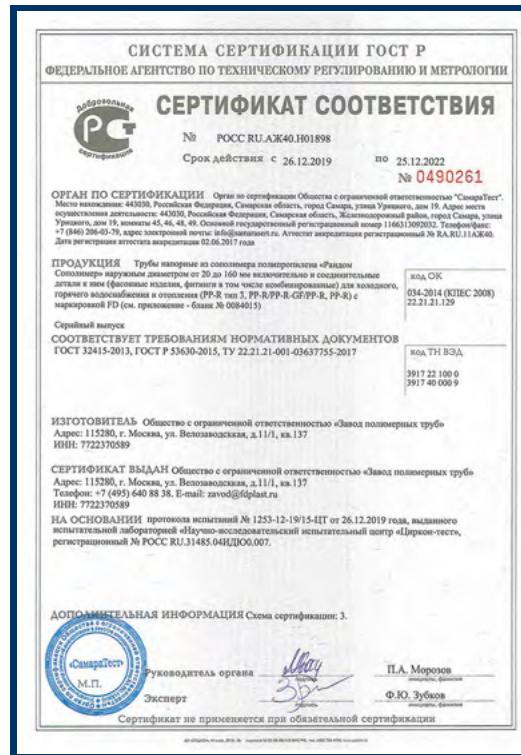 СИСТЕМА СЕРТИФИКАЦИИ ГОСТ Р
ФЕДЕРАЛЬНОЕ АГЕНТСТВО ПО ТЕХНИЧЕСКОМУ РЕГУЛИРОВАНИЮ И МЕТРОЛОГИИ
Добровольная
сертификация
СЕРТИФИКАТ СООТВЕТСТВИЯ
№ РОСС RU.АЖ40.Н01898
Срок действия с 26.12.2019 по 25.12.2022
№ 0490261
ОРГАН ПО СЕРТИФИКАЦИИ Орган по сертификации Общества с ограниченной ответственностью "СамараТест".
Место нахождения: 443030, Российская Федерация, Самарская область, город Самара, улица Урицкого, дом 19. Адрес места
осуществления деятельности: 443030, Российская Федерация, Самарская область, Железнодорожный район, город Самара, улица
Урицкого, дом 19, комнаты 45, 46, 48, 49. Основной государственный регистрационный номер 1166313092032. Телефон/факс:
+7 (846) 206-03-79, адрес электронной почты: Аттестат аккредитации регистрационный № RA.RU.11АЖ40.
Дата регистрации аттестата аккредитации 02.06.2017 года
ПРОДУКЦИЯ Трубы напорные из сополимера полипропилена «Рандом
Сополимер» наружным диаметром от 20 до 160 мм включительно и соединительные
детали к ним (фасонные изделия, фитинги в том числе комбинированные) для холодного,
горячего водоснабжения и отопления (PP-R тип 3, PP-R/PP-R-GF/PP-R, PP-R) с
маркировкой FD (см. приложение - бланк № 0084015)
код ОК
034-2014 (КПЕС 2008)
22.21.21.129
Серийный выпуск
СООТВЕТСТВУЕТ ТРЕБОВАНИЯМ НОРМАТИВНЫХ ДОКУМЕНТОВ
ГОСТ 32415-2013, ГОСТ Р 53630-2015, ТУ 22.21.21-001-03637755-2017
код ТН ВЭД
3917 22 100 0
3917 40 000 9
ИЗГОТОВИТЕЛЬ Общество с ограниченной ответственностью «Завод полимерных труб»
Адрес: 115280, г. Москва, ул. Велозаводсккая, д.11/1, кв.137
ИНН: 7722370589
СЕРТИФИКАТ ВЫДАН Общество с ограниченной ответственностью «Завод полимерных труб»
Адрес: 115280, г. Москва, ул. Велозаводсккая, д.11/1, кв.137
Телефон: +7 (495) 640 88 38. E-mail: zavod@fdplast.ru
ИНН: 7722370589
НА ОСНОВАНИИ протокола испытаний № 1253-12-19/15-ЦТ от 26.12.2019 года, выданного
испытательной лабораторией «Научно-исследовательский испытательный центр «Циркон-тест»,
регистрационный № РОСС RU.31485.04ИДЮ0.007.
ДОПОЛНИТЕЛЬНАЯ ИНФОРМАЦИЯ Схема сертификации: 3.
«СамараТест»
М.П.
Руководитель органа
подпись
П.А. Морозов
инициалы, фамилия
Эксперт
подпись
Ф.Ю. Зубков
инициалы, фамилия
Сертификат не применяется при обязательной сертификации